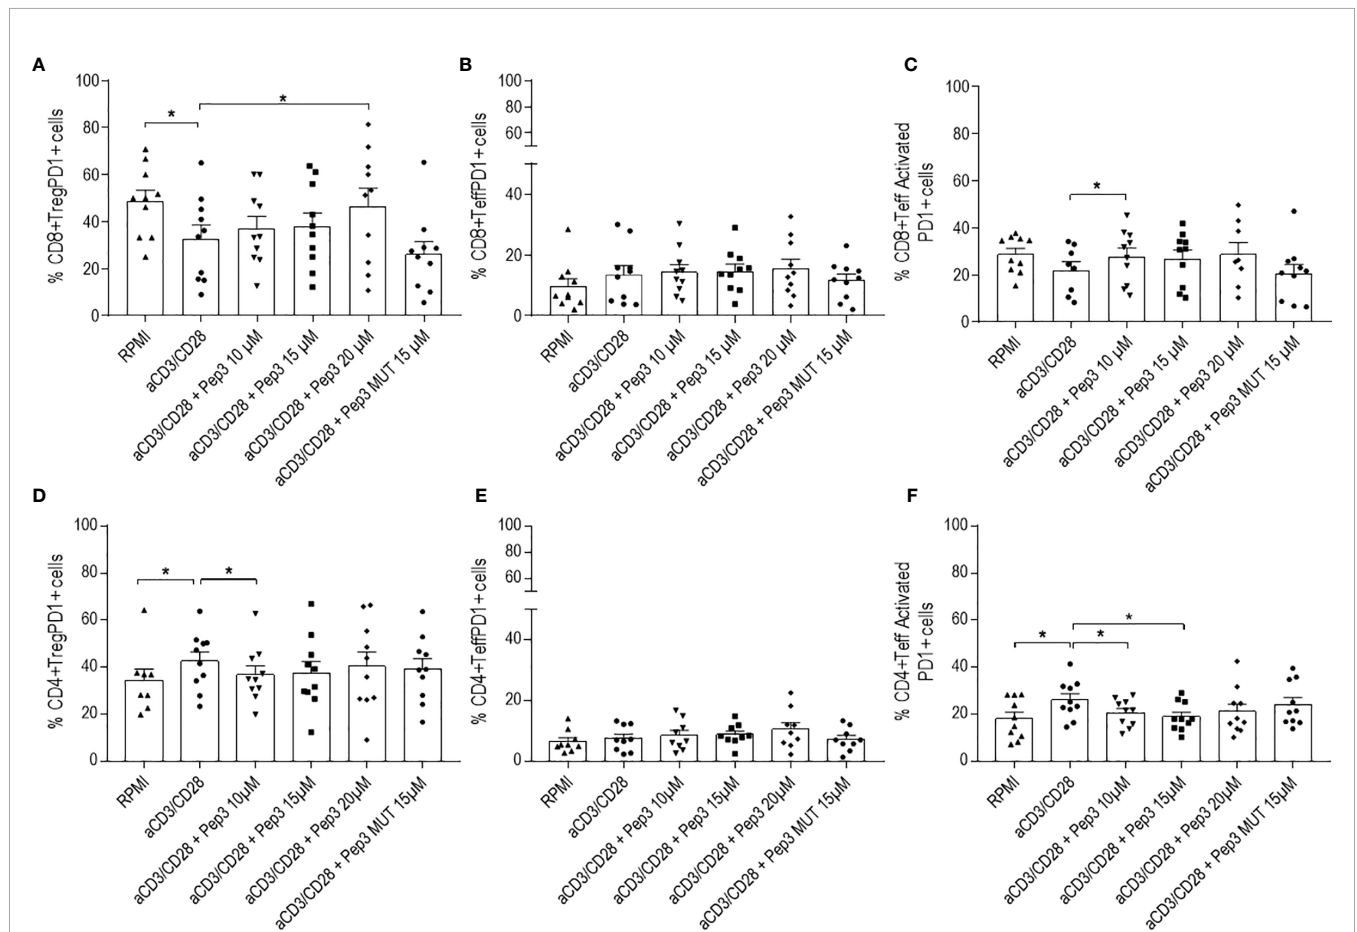 A
% CD8+TregPD1+cells
100
80
60
40
20
0
*
*
RPMI
aCD3/CD28
aCD3/CD28 + Pep3 10 µM
aCD3/CD28 + Pep3 15 µM
aCD3/CD28 + Pep3 20 µM
aCD3/CD28 + Pep3 MUT 15 µM
B
% CD8+TeffPD1+cells
100
80
60
40
20
0
RPMI
aCD3/CD28
aCD3/CD28 + Pep3 10 µM
aCD3/CD28 + Pep3 15 µM
aCD3/CD28 + Pep3 20 µM
aCD3/CD28 + Pep3 MUT 15 µM
C
% CD8+Teff Activated
PD1+cells
100
80
60
40
20
0
*
RPMI
aCD3/CD28
aCD3/CD28 + Pep3 10 µM
aCD3/CD28 + Pep3 15 µM
aCD3/CD28 + Pep3 20 µM
aCD3/CD28 + Pep3 MUT 15 µM
D
% CD4+TregPD1+cells
100
80
60
40
20
0
*
*
RPMI
aCD3/CD28
aCD3/CD28 + Pep3 10µM
aCD3/CD28 + Pep3 15µM
aCD3/CD28 + Pep3 20µM
aCD3/CD28 + Pep3 MUT 15µM
E
% CD4+TeffPD1+cells
100
80
60
40
20
0
RPMI
aCD3/CD28
aCD3/CD28 + Pep3 10µM
aCD3/CD28 + Pep3 15µM
aCD3/CD28 + Pep3 20µM
aCD3/CD28 + Pep3 MUT 15µM
F
% CD4+Teff Activated
PD1+cells
100
80
60
40
20
0
*
*
*
RPMI
aCD3/CD28
aCD3/CD28 + Pep3 10µM
aCD3/CD28 + Pep3 15µM
aCD3/CD28 + Pep3 20µM
aCD3/CD28 + Pep3 MUT 15µM